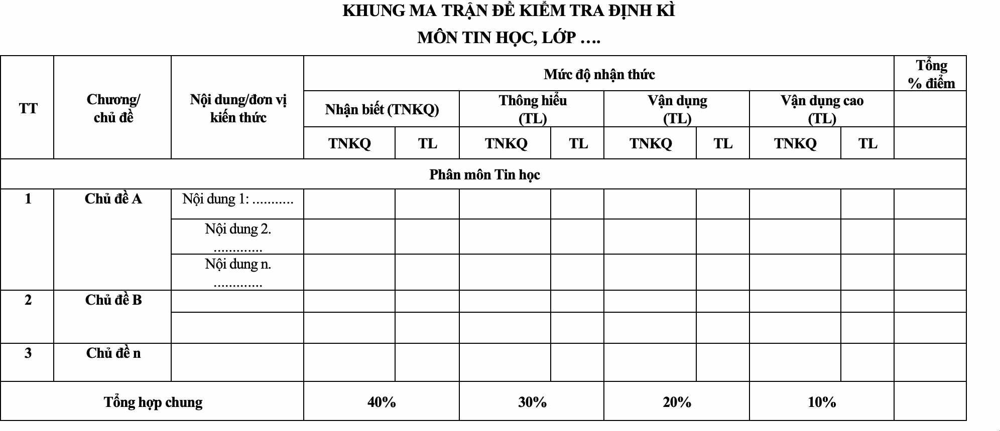 KHUNG MA TRẬN ĐỀ KIỂM TRA ĐỊNH KÌ
MÔN TIN HỌC, LỚP ….
TT
Chương/
chủ đề
Nội dung/đơn vị
kiến thức
Mức độ nhận thức
Tổng
% điểm
Nhận biết (TNKQ)
Thông hiểu
(TL)
Vận dụng
(TL)
Vận dụng cao
(TL)
TNKQ TL TNKQ TL TNKQ TL TNKQ TL
Phân môn Tin học
1 Chủ đề A Nội dung 1: ...........
Nội dung 2.
.............
Nội dung n.
.............
2 Chủ đề B
3 Chủ đề n
Tổng hợp chung 40% 30% 20% 10%